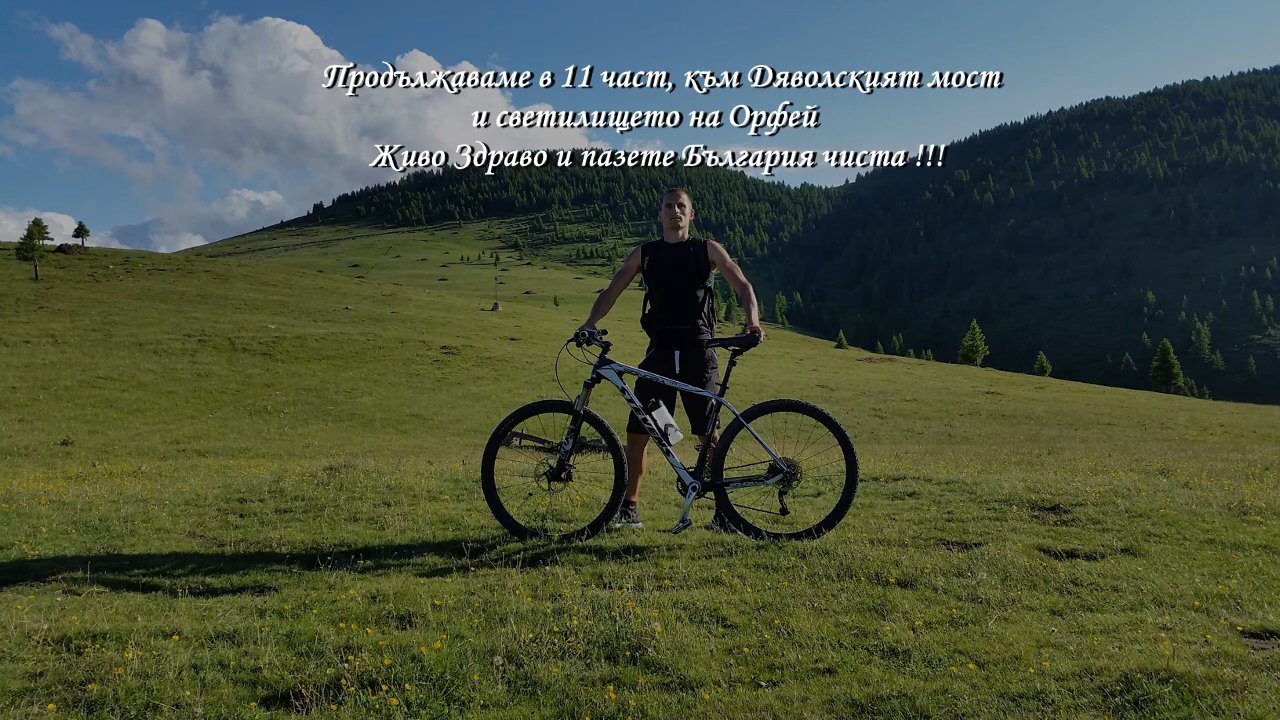 Продължаваме в 11 част, към Дяволският мост
и светилището на Орфей
Живо Здраво и пазете България чиста !!!